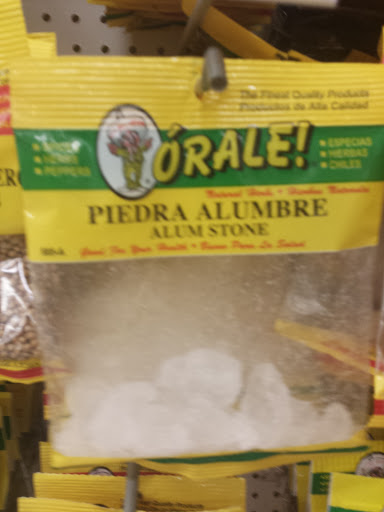 The Finest Quality Products
Productos de Alta Calidad
SPICES
HERBS
PEPPERS
ÓRALE!
ESPECIAS
HIERBAS
CHILES
Natural Herbs • Hierbas Naturales
PIEDRA ALUMBRE
ALUM STONE
Good For Your Health • Bueno Para La Salud